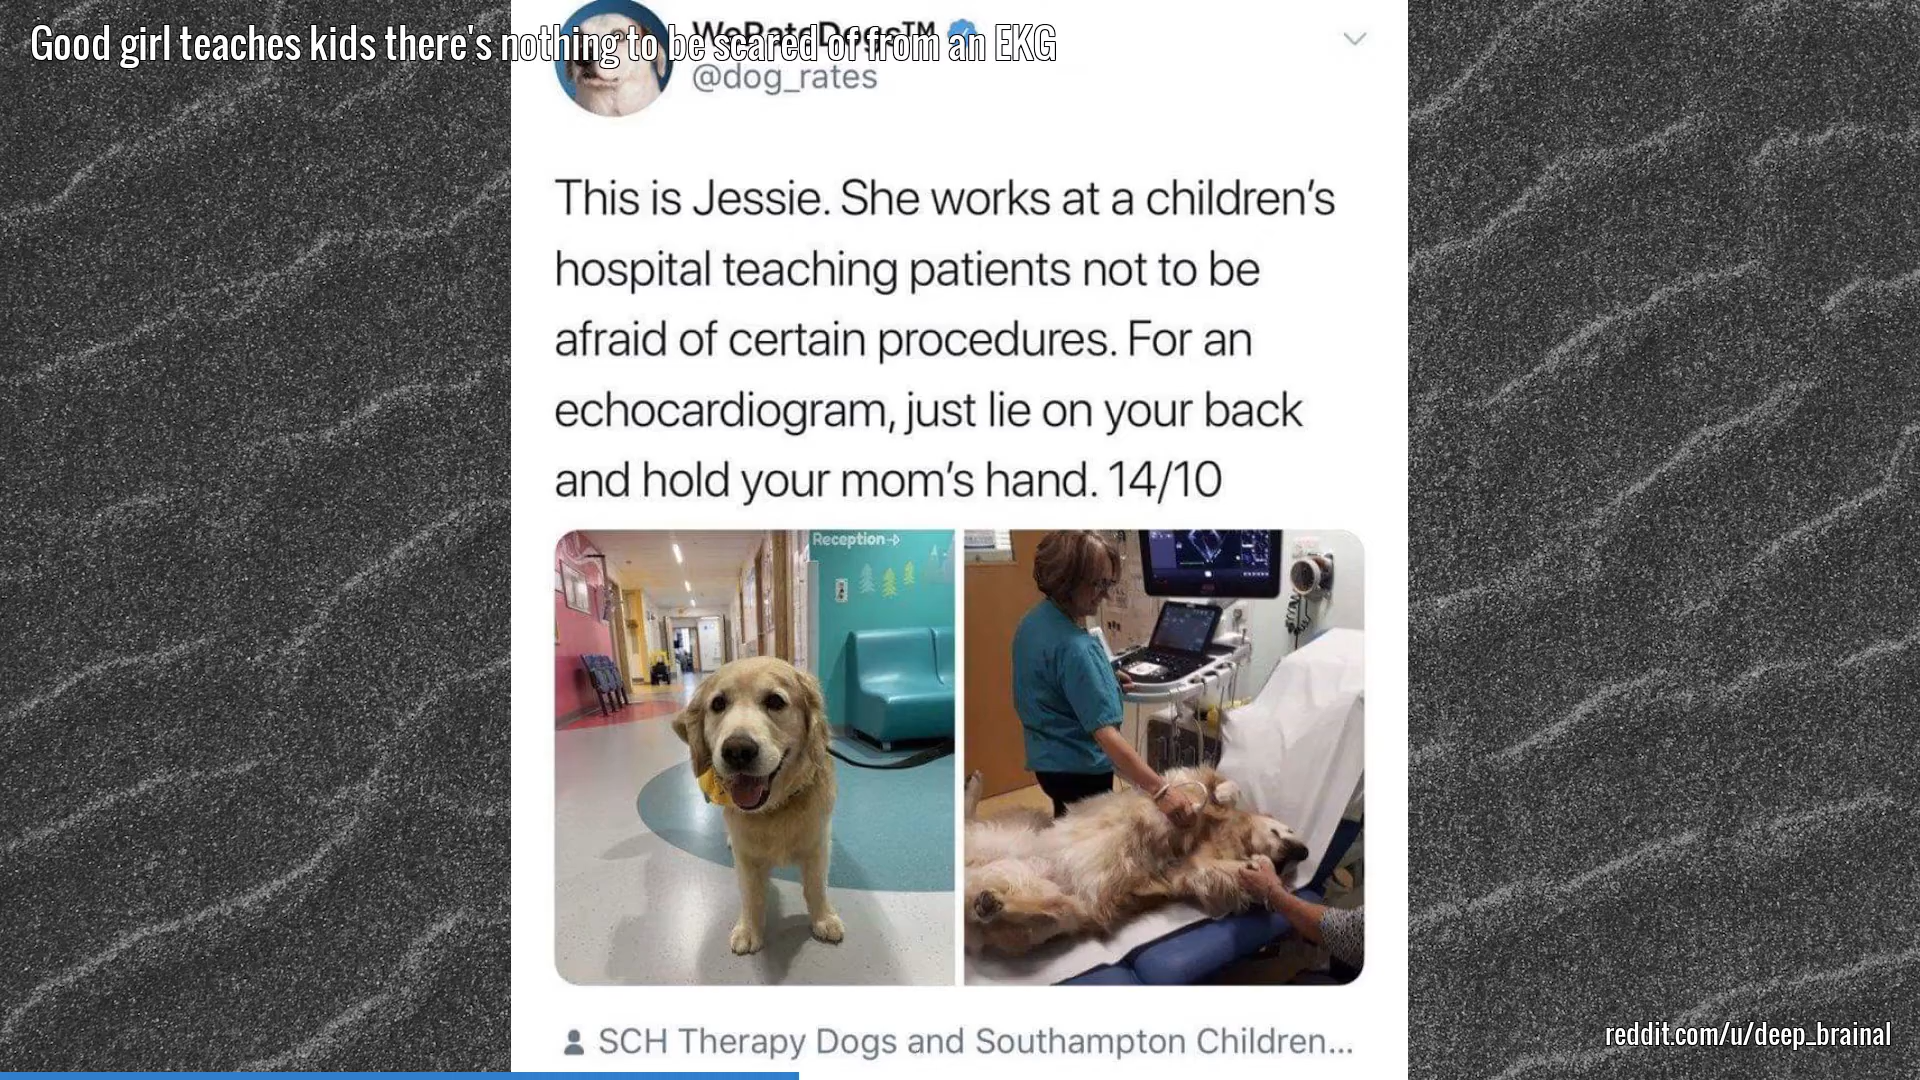 Good girl teaches kids there's nothing to be scared of from an EKG
WeRateDogs™
@dog_rates
This is Jessie. She works at a children's
hospital teaching patients not to be
afraid of certain procedures. For an
echocardiogram, just lie on your back
and hold your mom's hand. 14/10
Reception
SCH Therapy Dogs and Southampton Children...
reddit.com/u/deep_brainal